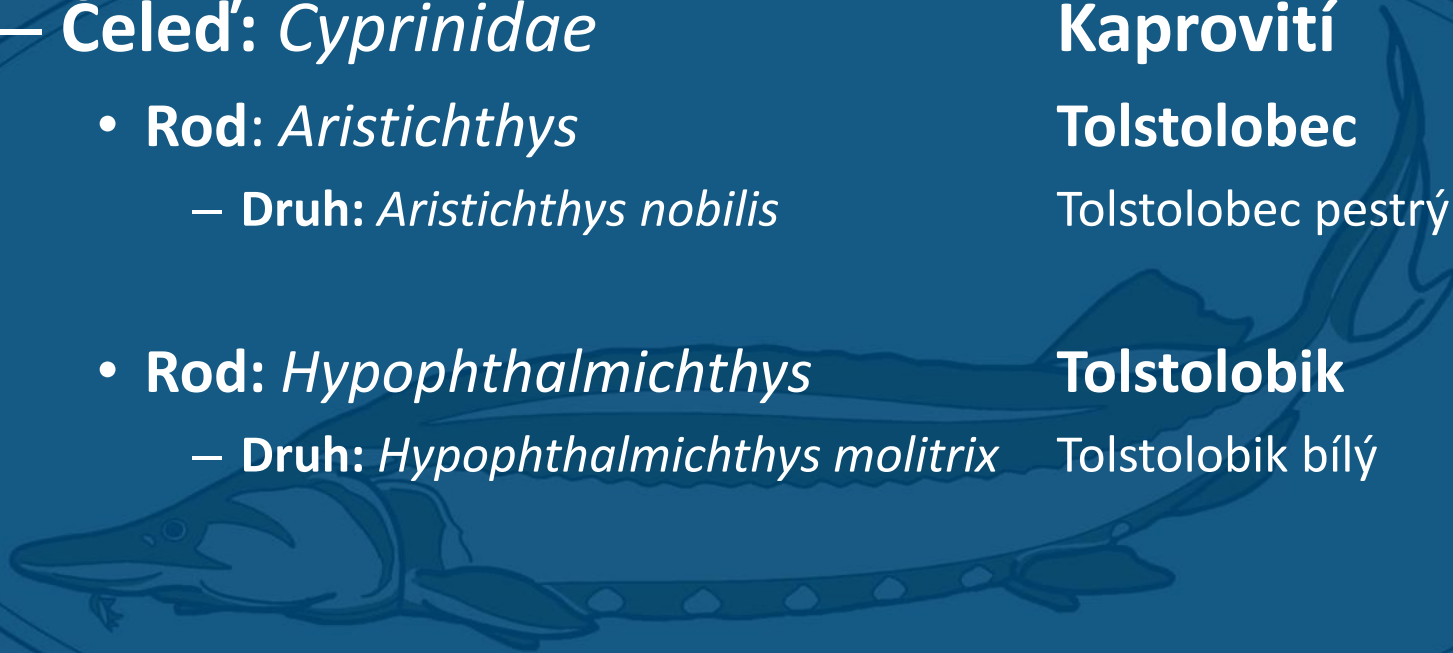 – Čeleď: Cyprinidae Kaprovití
• Rod: Aristichthys Tolstolobec
– Druh: Aristichthys nobilis Tolstolobec pestrý
• Rod: Hypophthalmichthys Tolstolobik
– Druh: Hypophthalmichthys molitrix Tolstolobik bílý